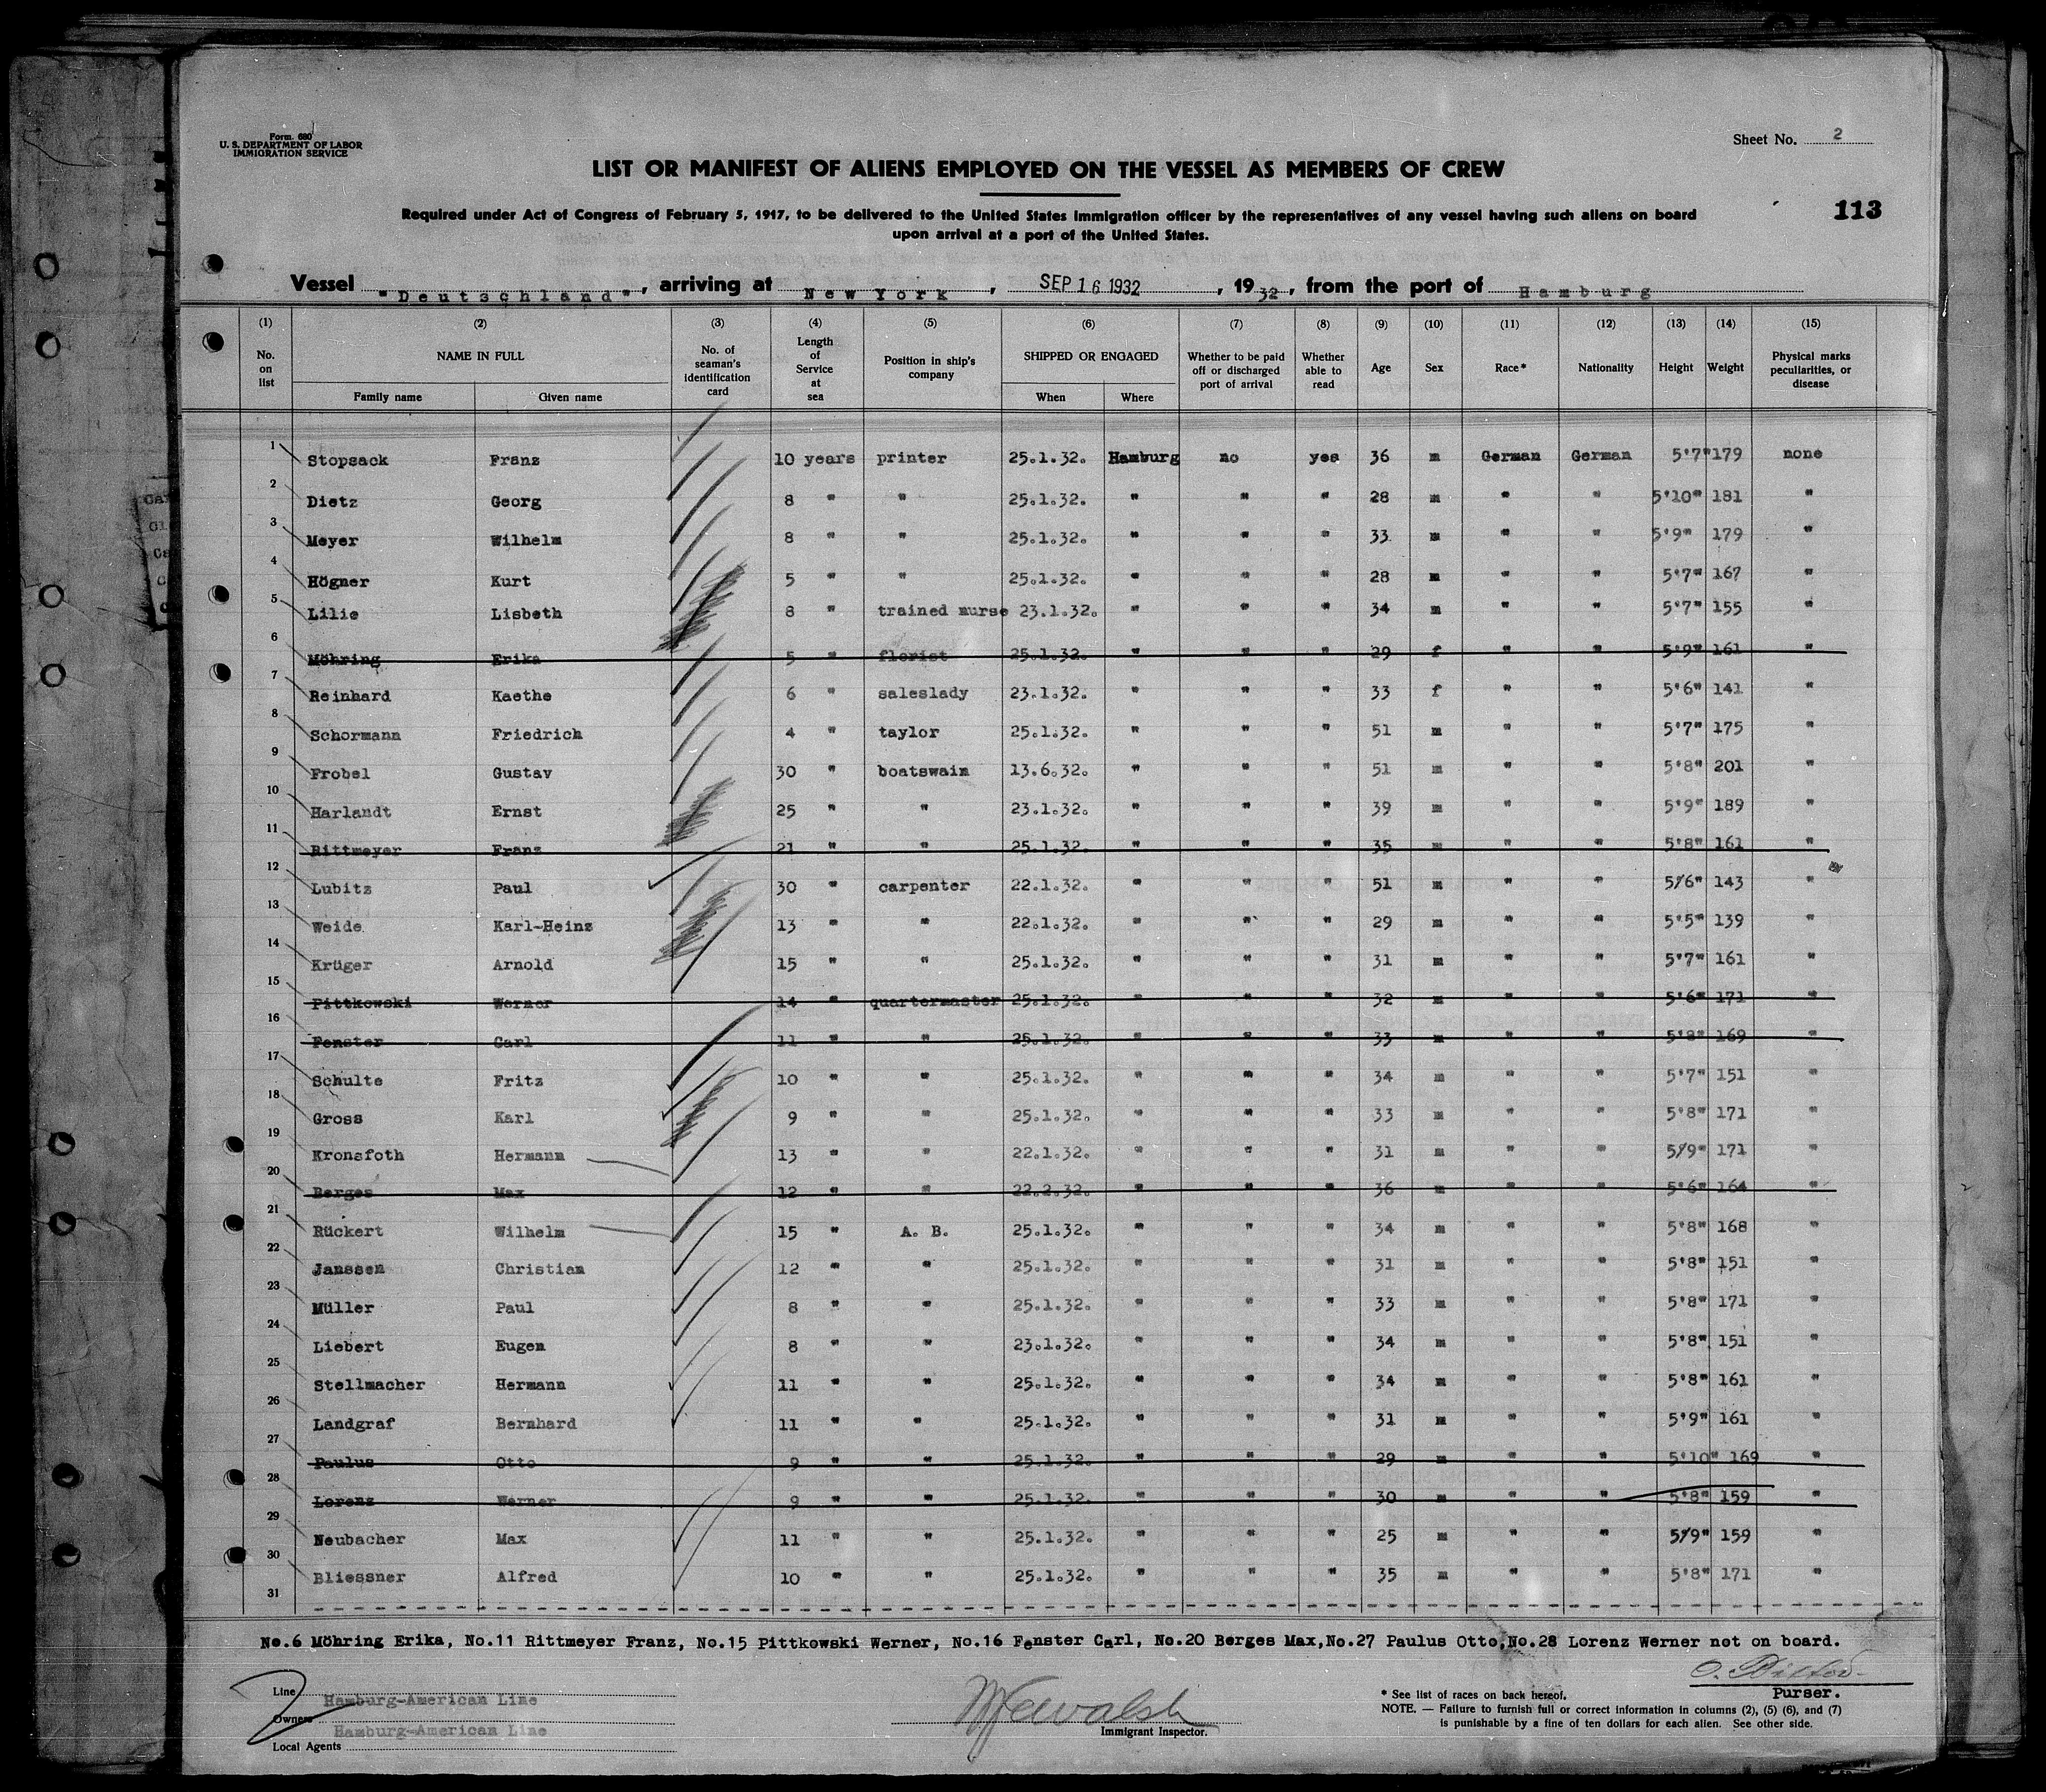 Form 680
U. S. DEPARTMENT OF LABOR
IMMIGRATION SERVICE
Sheet No. 2
LIST OR MANIFEST OF ALIENS EMPLOYED ON THE VESSEL AS MEMBERS OF CREW
113
Required under Act of Congress of February 5, 1917, to be delivered to the United States immigration officer by the representatives of any vessel having such aliens on board
upon arrival at a port of the United States.
Vessel "Deutschland", arriving at New York, SEP 16 1932, 1932, from the port of Hamburg
(1) (2) (3) (4) (5) (6) (7) (8) (9) (10) (11) (12) (13) (14) (15)
No. on list NAME IN FULL Family name Given name No. of seaman's identification card Length of Service at sea Position in ship's company SHIPPED OR ENGAGED When Where Whether to be paid off or discharged port of arrival Whether able to read Age Sex Race* Nationality Height Weight Physical marks peculiarities, or disease
1 Stopsack Franz 10 years printer 25.1.32. Hamburg no yes 36 m German German 5'7" 179 none
2 Dietz Georg 8 " " 25.1.32. " " " 28 m " " 5'10" 181 "
3 Meyer Wilhelm 8 " " 25.1.32. " " " 33 m " " 5'9" 179 "
4 Högner Kurt 5 " " 25.1.32. " " " 28 m " " 5'7" 167 "
5 Lilie Lisbeth 8 " trained nurse 23.1.32. " " " 34 m " " 5'7" 155 "
6 Möhring Erika 5 " florist 25.1.32. " " " 29 f " " 5'9" 161 "
7 Reinhard Kaethe 6 " saleslady 23.1.32. " " " 33 f " " 5'6" 141 "
8 Schormann Friedrich 4 " taylor 25.1.32. " " " 51 m " " 5'7" 175 "
9 Frobel Gustav 30 " boatswain 13.6.32. " " " 51 m " " 5'8" 201 "
10 Harlandt Ernst 25 " " 23.1.32. " " " 39 m " " 5'9" 189 "
11 Rittmeyer Franz 21 " " 25.1.32. " " " 35 m " " 5'8" 161 "
12 Lubitz Paul 30 " carpenter 22.1.32. " " " 51 m " " 5/6" 143 "
13 Weide Karl-Heinz 13 " " 22.1.32. " " " 29 m " " 5'5" 139 "
14 Krüger Arnold 15 " " 25.1.32. " " " 31 m " " 5'7" 161 "
15 Pittkowski Werner 14 " quartermaster 25.1.32. " " " 32 m " " 5'6" 171 "
16 Fenster Carl 11 " " 25.1.32. " " " 33 m " " 5'8" 169 "
17 Schulte Fritz 10 " " 25.1.32. " " " 34 m " " 5'7" 151 "
18 Gross Karl 9 " " 25.1.32. " " " 33 m " " 5'8" 171 "
19 Kronsfoth Hermann 13 " " 22.1.32. " " " 31 m " " 5/9" 171 "
20 Berges Max 12 " " 22.2.32. " " " 36 m " " 5'6" 164 "
21 Rückert Wilhelm 15 " A. B. 25.1.32. " " " 34 m " " 5'8" 168 "
22 Janssen Christian 12 " " 25.1.32. " " " 31 m " " 5'8" 151 "
23 Müller Paul 8 " " 25.1.32. " " " 33 m " " 5'8" 171 "
24 Liebert Eugen 8 " " 23.1.32. " " " 34 m " " 5'8" 151 "
25 Stellmacher Hermann 11 " " 25.1.32. " " " 34 m " " 5'8" 161 "
26 Landgraf Bernhard 11 " " 25.1.32. " " " 31 m " " 5'9" 161 "
27 Paulus Otto 9 " " 25.1.32. " " " 29 m " " 5'10" 169 "
28 Lorenz Werner 9 " " 25.1.32. " " " 30 m " " 5'8" 159 "
29 Neubacher Max 11 " " 25.1.32. " " " 25 m " " 5/9" 159 "
30 Bliessner Alfred 10 " " 25.1.32. " " " 35 m " " 5'8" 171 "
31
No.6 Möhring Erika, No.11 Rittmeyer Franz, No.15 Pittkowski Werner, No.16 Fenster Carl, No.20 Berges Max,No.27 Paulus Otto,No.28 Lorenz Werner not on board.
Line Hamburg-American Line
Owners Hamburg-American Line
Local Agents
Immigrant Inspector.
Purser.
* See list of races on back hereof.
NOTE. — Failure to furnish full or correct information in columns (2), (5) (6), and (7)
is punishable by a fine of ten dollars for each alien. See other side.